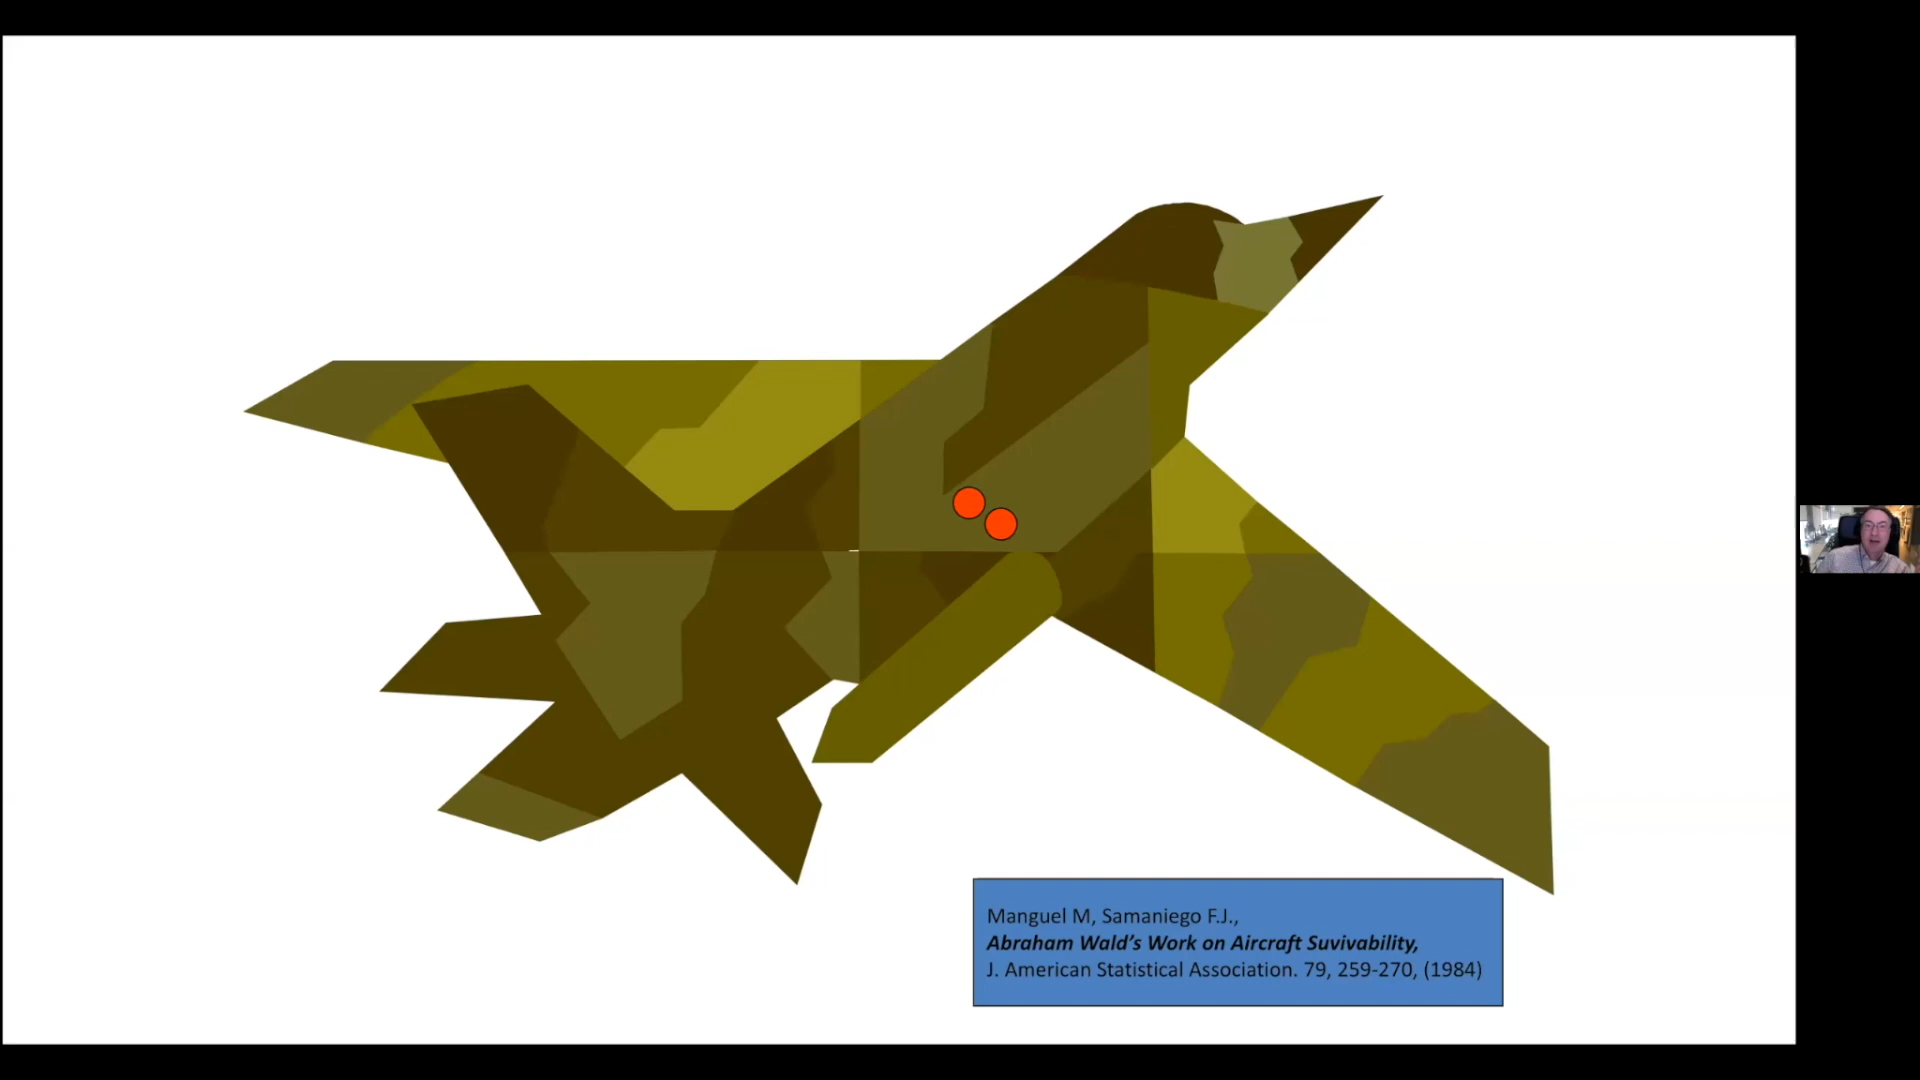 Manguel M, Samaniego F.J.,
Abraham Wald's Work on Aircraft Suvivability,
J. American Statistical Association. 79, 259-270, (1984)